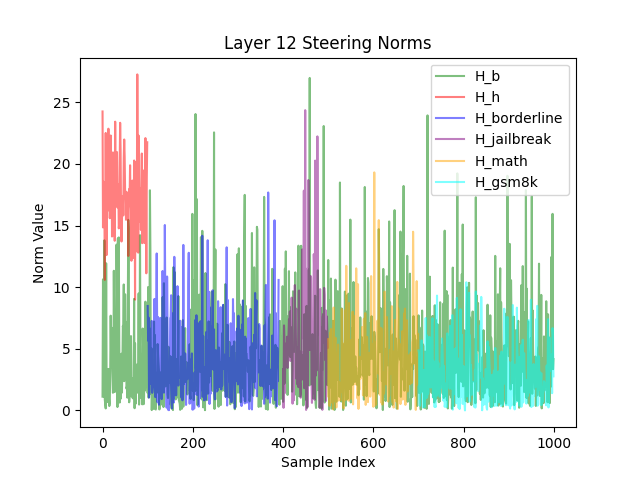 Layer 12 Steering Norms
H_b
H_h
H_borderline
H_jailbreak
H_math
H_gsm8k
Norm Value
25
20
15
10
5
0
0 200 400 600 800 1000
Sample Index